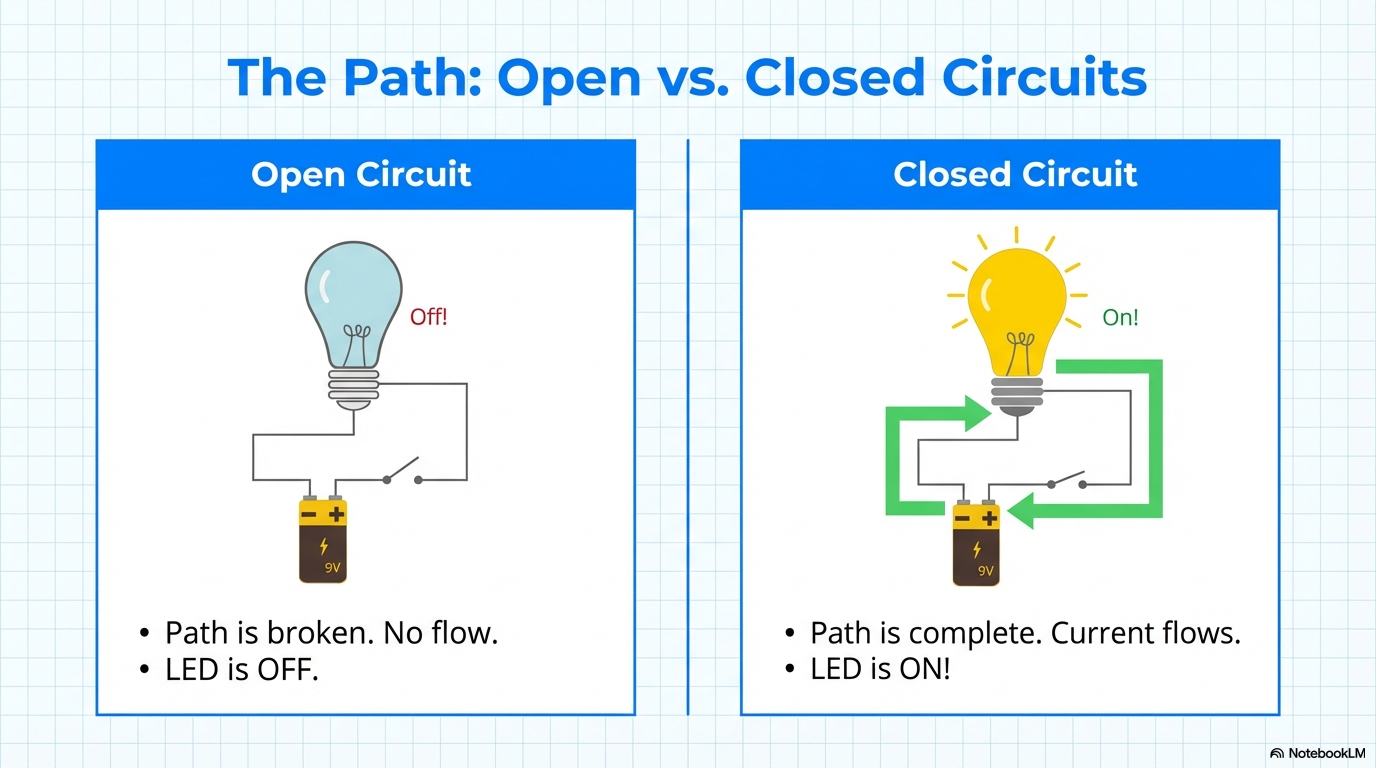 The Path: Open vs. Closed Circuits
Open Circuit
Off!
− +
9V
• Path is broken. No flow.
• LED is OFF.
Closed Circuit
On!
− +
9V
• Path is complete. Current flows.
• LED is ON!
NotebookLM